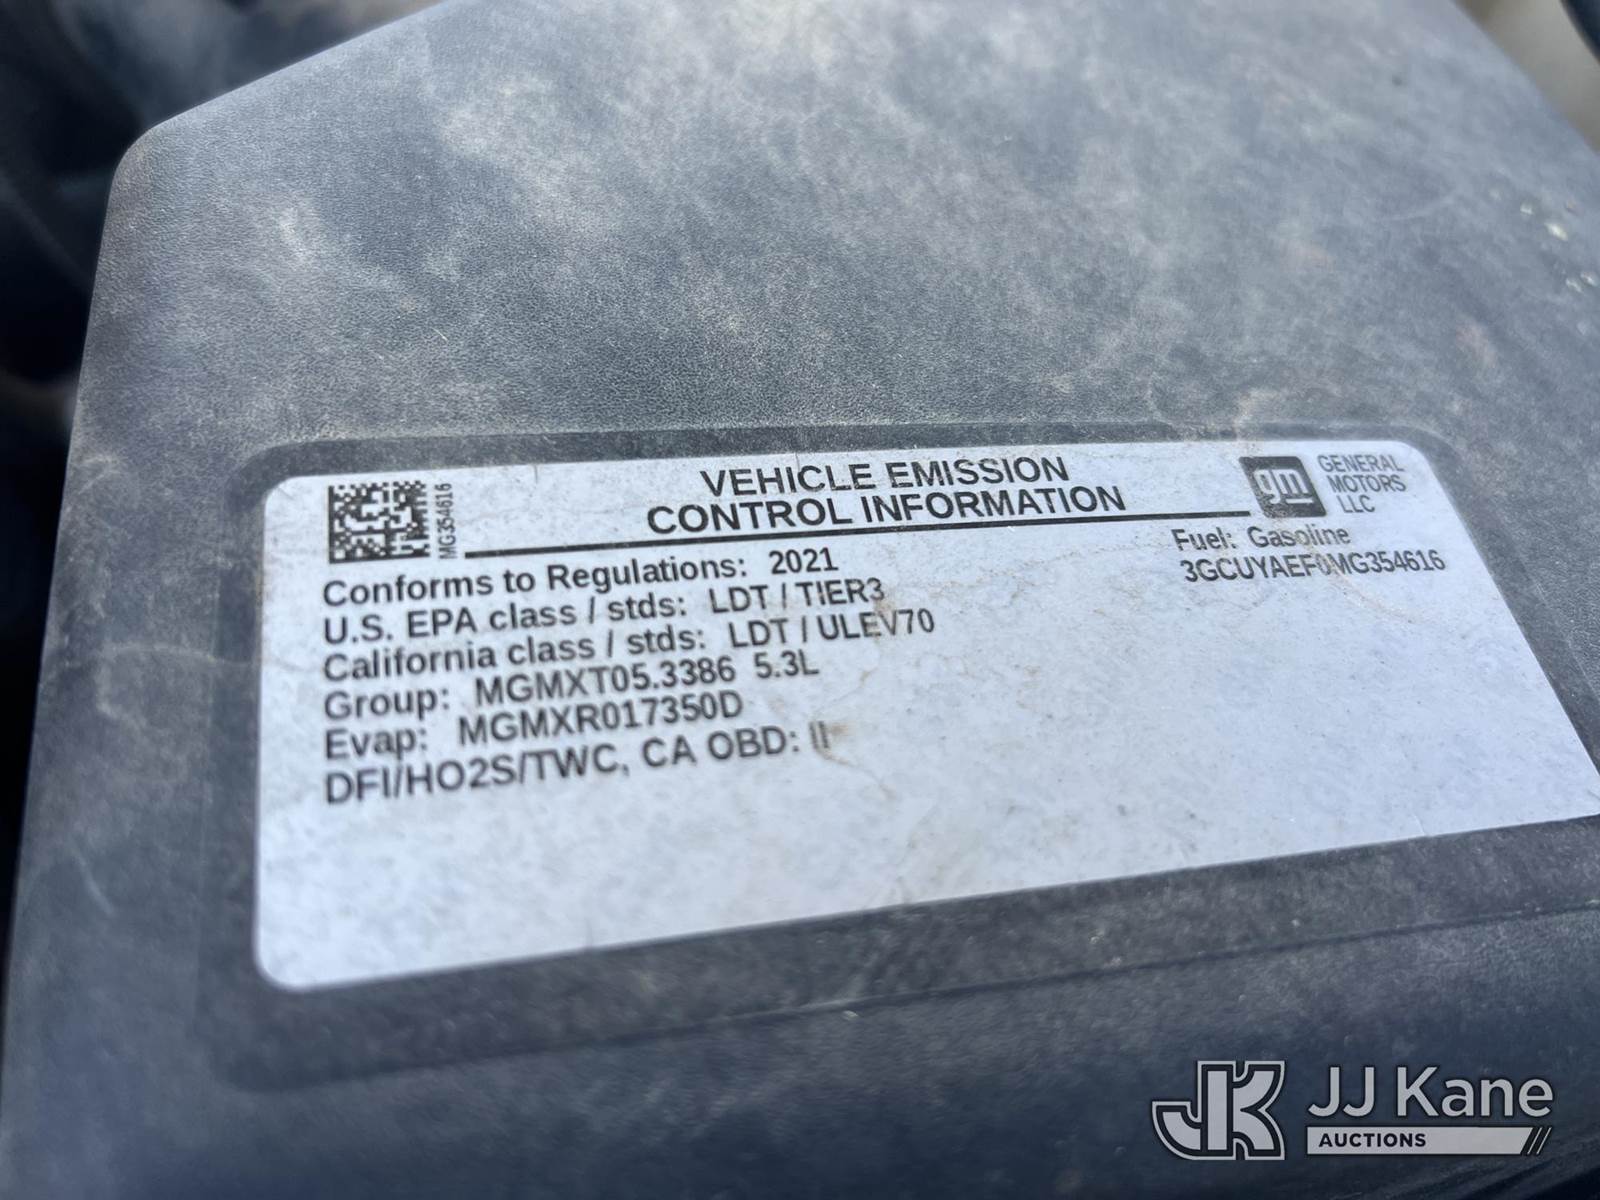 MG354616
VEHICLE EMISSION
CONTROL INFORMATION
gm
GENERAL
MOTORS
LLC
Conforms to Regulations: 2021
U.S. EPA class / stds: LDT / TIER3
California class / stds: LDT / ULEV70
Group: MGMXT05.3386 5.3L
Evap: MGMXR017350D
DFI/HO2S/TWC, CA OBD: II
Fuel: Gasoline
3GCUYAEF0MG354616
JK
JJ Kane
AUCTIONS